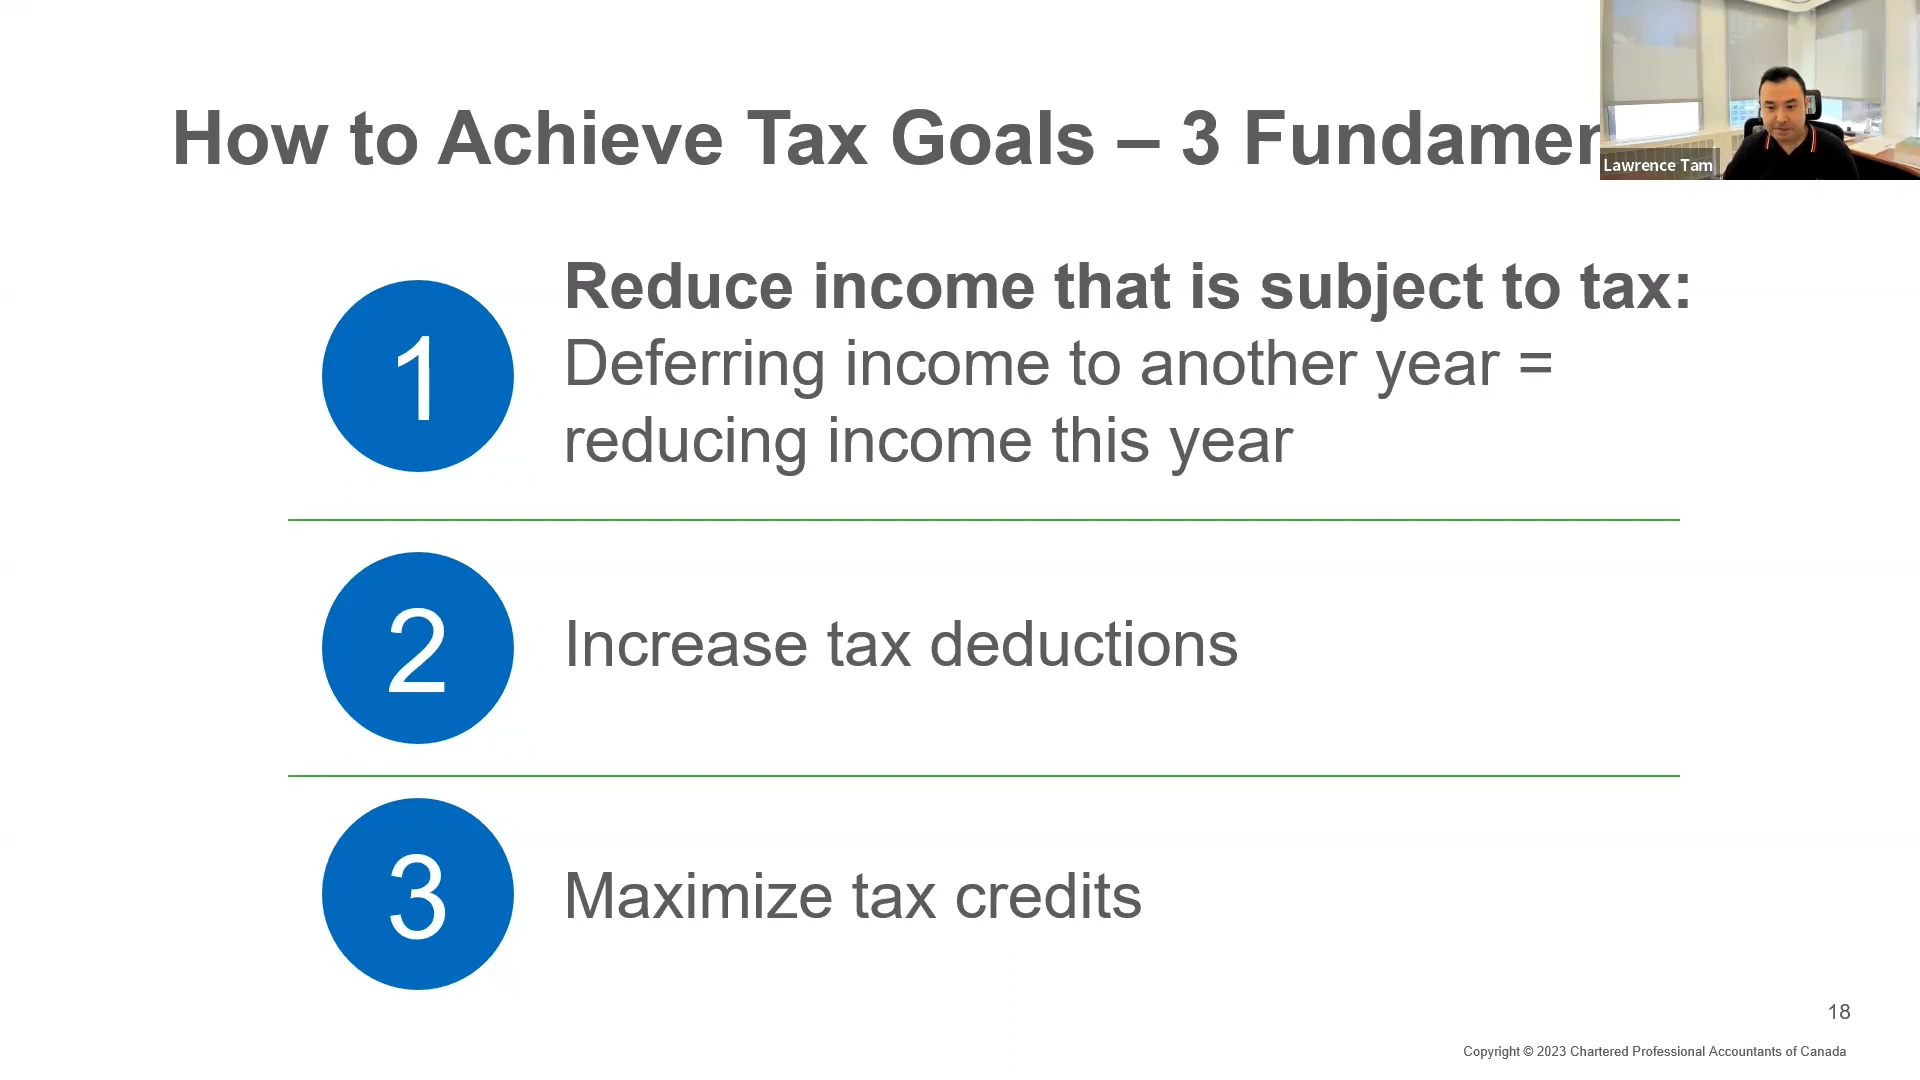 How to Achieve Tax Goals – 3
Lawrence Tam
1
Reduce income that is subject to tax:
Deferring income to another year =
reducing income this year
2
Increase tax deductions
3
Maximize tax credits
18
Copyright © 2023 Chartered Professional Accountants of Canada